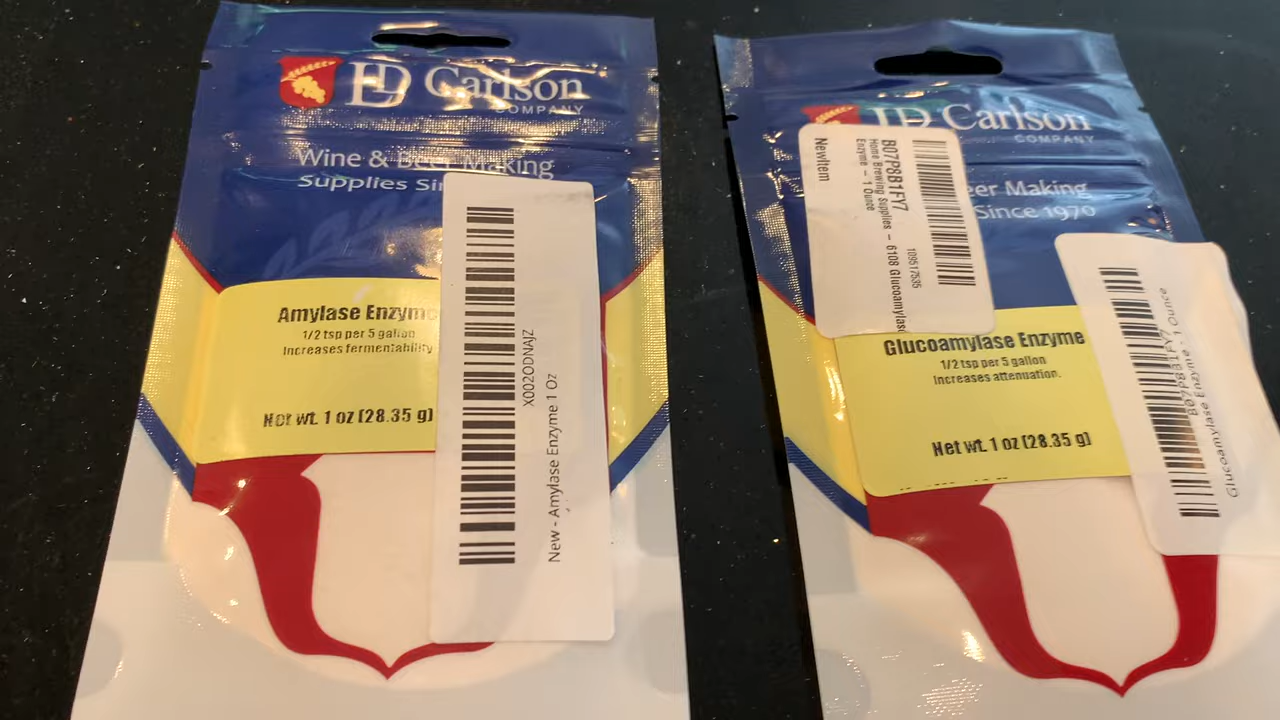 LD Carlson
COMPANY
Wine & Beer Making
Supplies Sin
Amylase Enzyme
1/2 tsp per 5 gallon
Increases fermentability
Net wt. 1 oz (28.35 g)
X002ODNAJZ
New - Amylase Enzyme 1 Oz
LD Carlson
COMPANY
eer Making
Since 1970
B07P8B1FY7
Home Brewing Supplies – 6108 Glucoamylase
Enzyme – 1 Ounce
NewItem
109517535
Glucoamylase Enzyme
1/2 tsp per 5 gallon
Increases attenuation.
Net wt. 1 oz (28.35 g)
B07P8B1FY7
Glucoamylase Enzyme - 1 Ounce